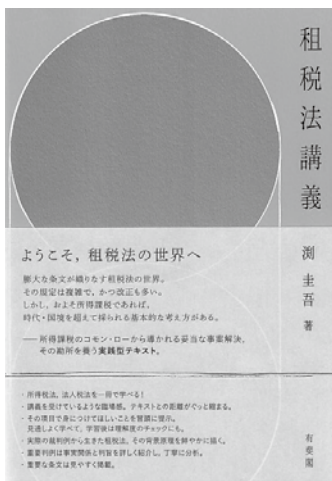 租税法講義
渕 圭吾 著
ようこそ，租税法の世界へ
膨大な条文が織りなす租税法の世界。
その規定は複雑で，かつ改正も多い。
しかし，およそ所得課税であれば，
時代・国境を超えて採られる基本的な考え方がある。
──所得課税のコモン・ローから導かれる妥当な事案解決，
その勘所を養う実践型テキスト。
・所得税法，法人税法を一冊で学べる！
・講義を受けているような臨場感。テキストとの距離がぐっと縮まる。
・その項目で身につけてほしいことを冒頭に提示。
見通しよく学べて，学習後は理解度のチェックにも。
・実際の裁判例から生きた租税法，その背景原理を鮮やかに描く。
・重要判例は事実関係と判旨を詳しく紹介し，丁寧に分析。
・重要な条文は見やすく掲載。
有斐閣